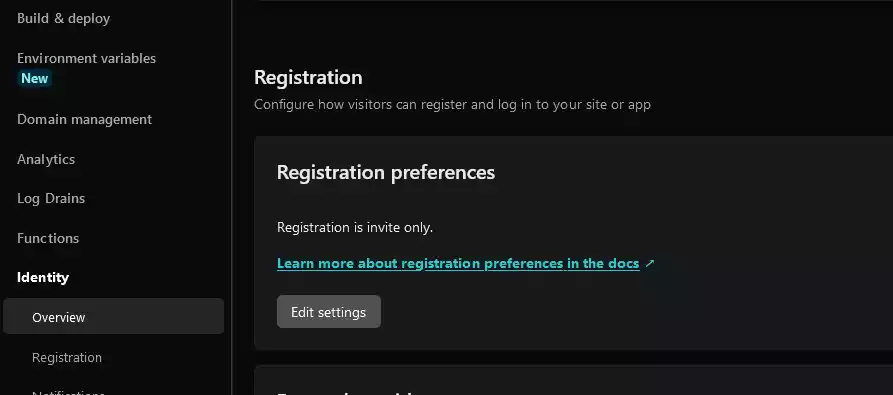 Build & deploy
Environment variables
New
Domain management
Analytics
Log Drains
Functions
Identity
Overview
Registration
Registration
Configure how visitors can register and log in to your site or app
Registration preferences
Registration is invite only.
Learn more about registration preferences in the docs ↗
Edit settings